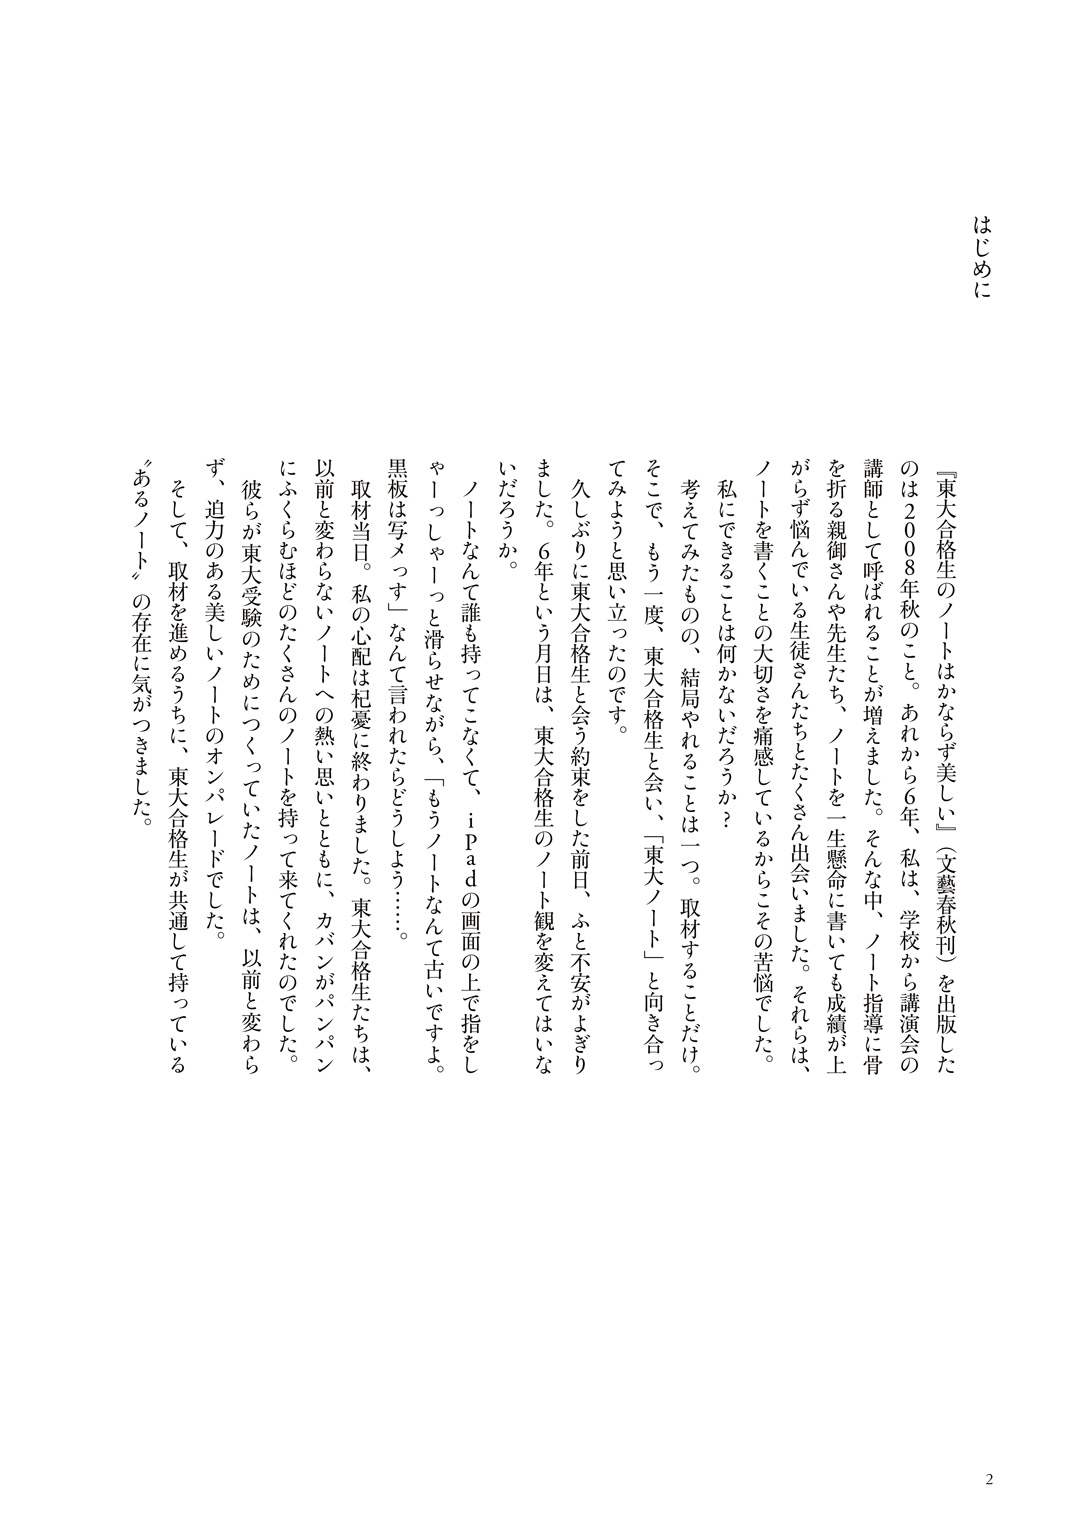 はじめに
『東大合格生のノートはかならず美しい』（文藝春秋刊）を出版した
のは2008年秋のこと。あれから6年、私は、学校から講演会の
講師として呼ばれることが増えました。そんな中、ノート指導に骨
を折る親御さんや先生たち、ノートを一生懸命に書いても成績が上
がらず悩んでいる生徒さんたちとたくさん出会いました。それらは、
ノートを書くことの大切さを痛感しているからこその苦悩でした。
私にできることは何かないだろうか?
考えてみたものの、結局やれることは一つ。取材することだけ。
そこで、もう一度、東大合格生と会い、「東大ノート」と向き合っ
てみようと思い立ったのです。
久しぶりに東大合格生と会う約束をした前日、ふと不安がよぎり
ました。6年という月日は、東大合格生のノート観を変えてはいな
いだろうか。
ノートなんて誰も持ってこなくて、iPadの画面の上で指をし
ゃーっしゃーっと滑らせながら、「もうノートなんて古いですよ。
黒板は写メっす」なんて言われたらどうしよう……。
取材当日。私の心配は杞憂に終わりました。東大合格生たちは、
以前と変わらないノートへの熱い思いとともに、カバンがパンパン
にふくらむほどのたくさんのノートを持って来てくれたのでした。
彼らが東大受験のためにつくっていたノートは、以前と変わら
ず、迫力のある美しいノートのオンパレードでした。
そして、取材を進めるうちに、東大合格生が共通して持っている
〝あるノート〟の存在に気がつきました。
2